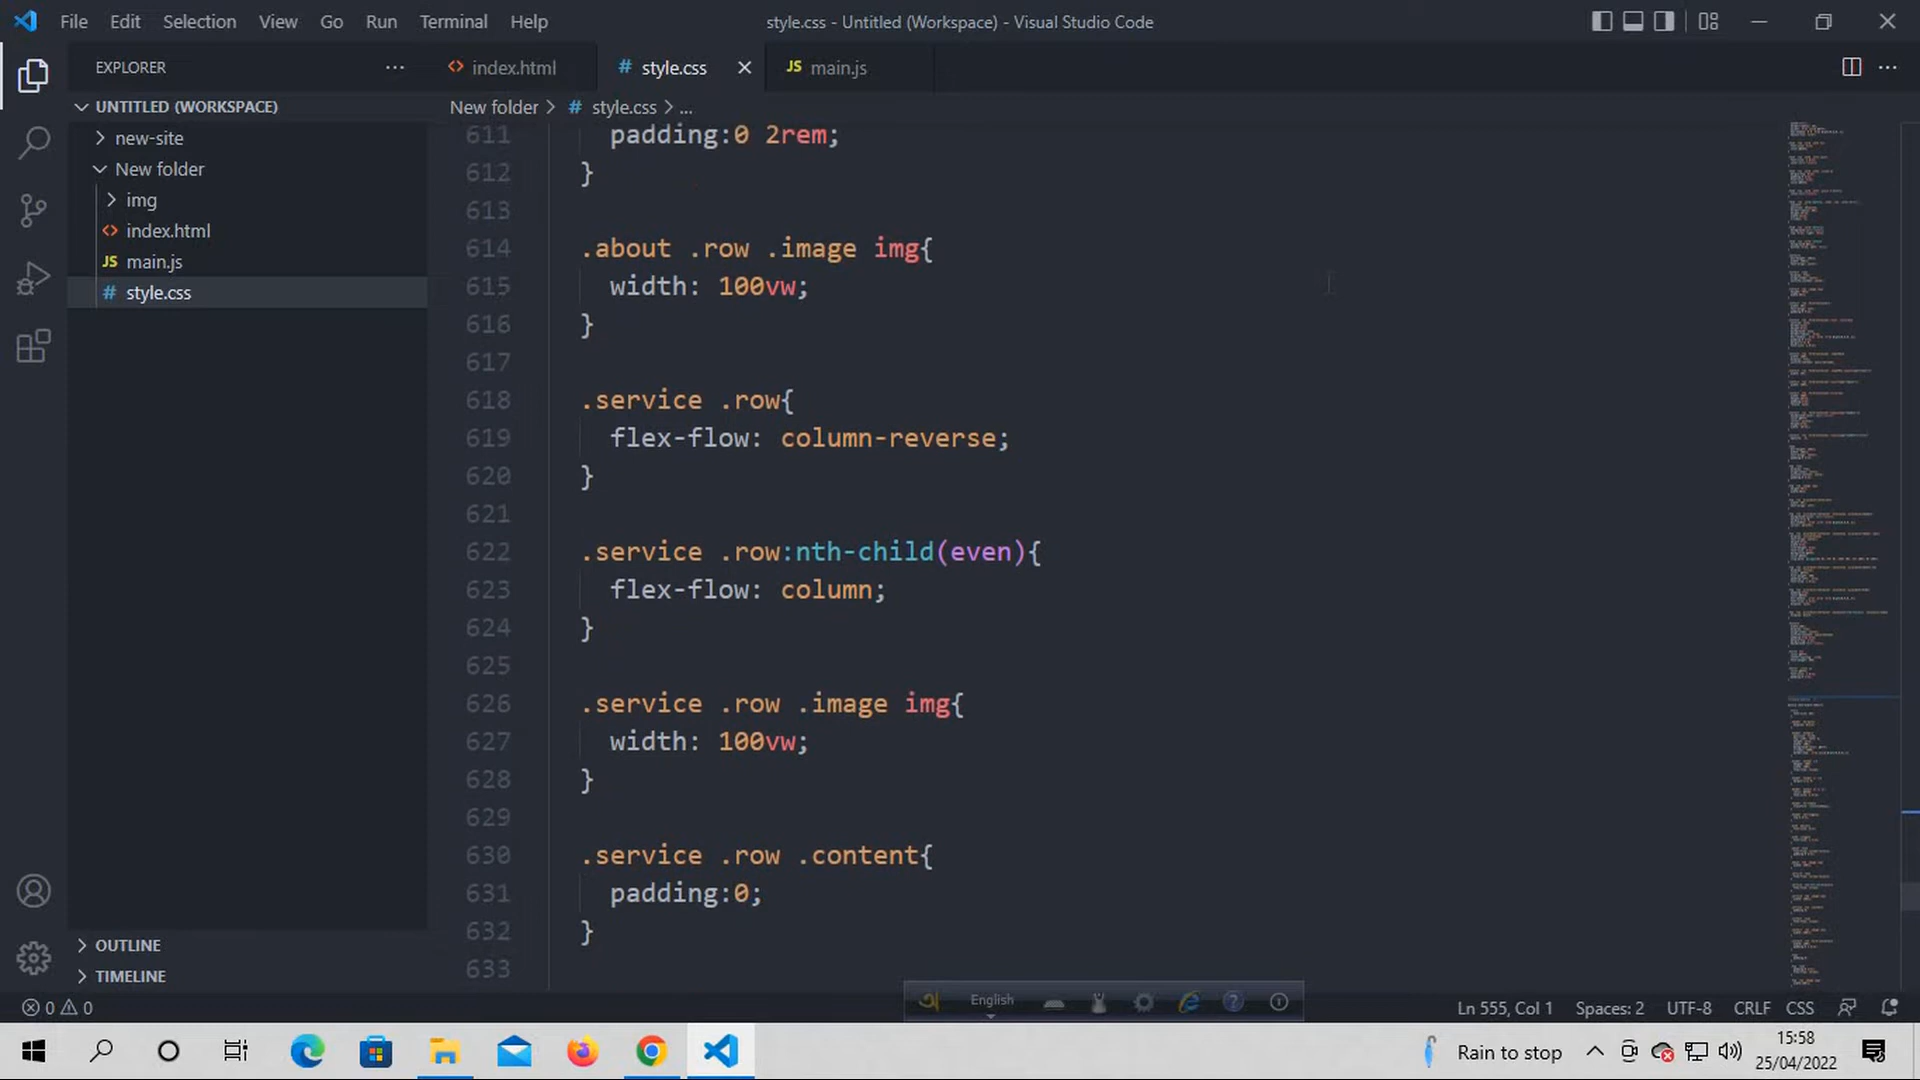 File Edit Selection View Go Run Terminal Help style.css - Untitled (Workspace) - Visual Studio Code
EXPLORER
index.html
# style.css
JS main.js
UNTITLED (WORKSPACE)
New folder > # style.css > ...
new-site
New folder
img
index.html
JS main.js
# style.css
611 padding:0 2rem;
612 }
613
614 .about .row .image img{
615 width: 100vw;
616 }
617
618 .service .row{
619 flex-flow: column-reverse;
620 }
621
622 .service .row:nth-child(even){
623 flex-flow: column;
624 }
625
626 .service .row .image img{
627 width: 100vw;
628 }
629
630 .service .row .content{
631 padding:0;
632 }
633
OUTLINE
TIMELINE
0 0
English
Ln 555, Col 1 Spaces: 2 UTF-8 CRLF CSS
Rain to stop
15:58
25/04/2022